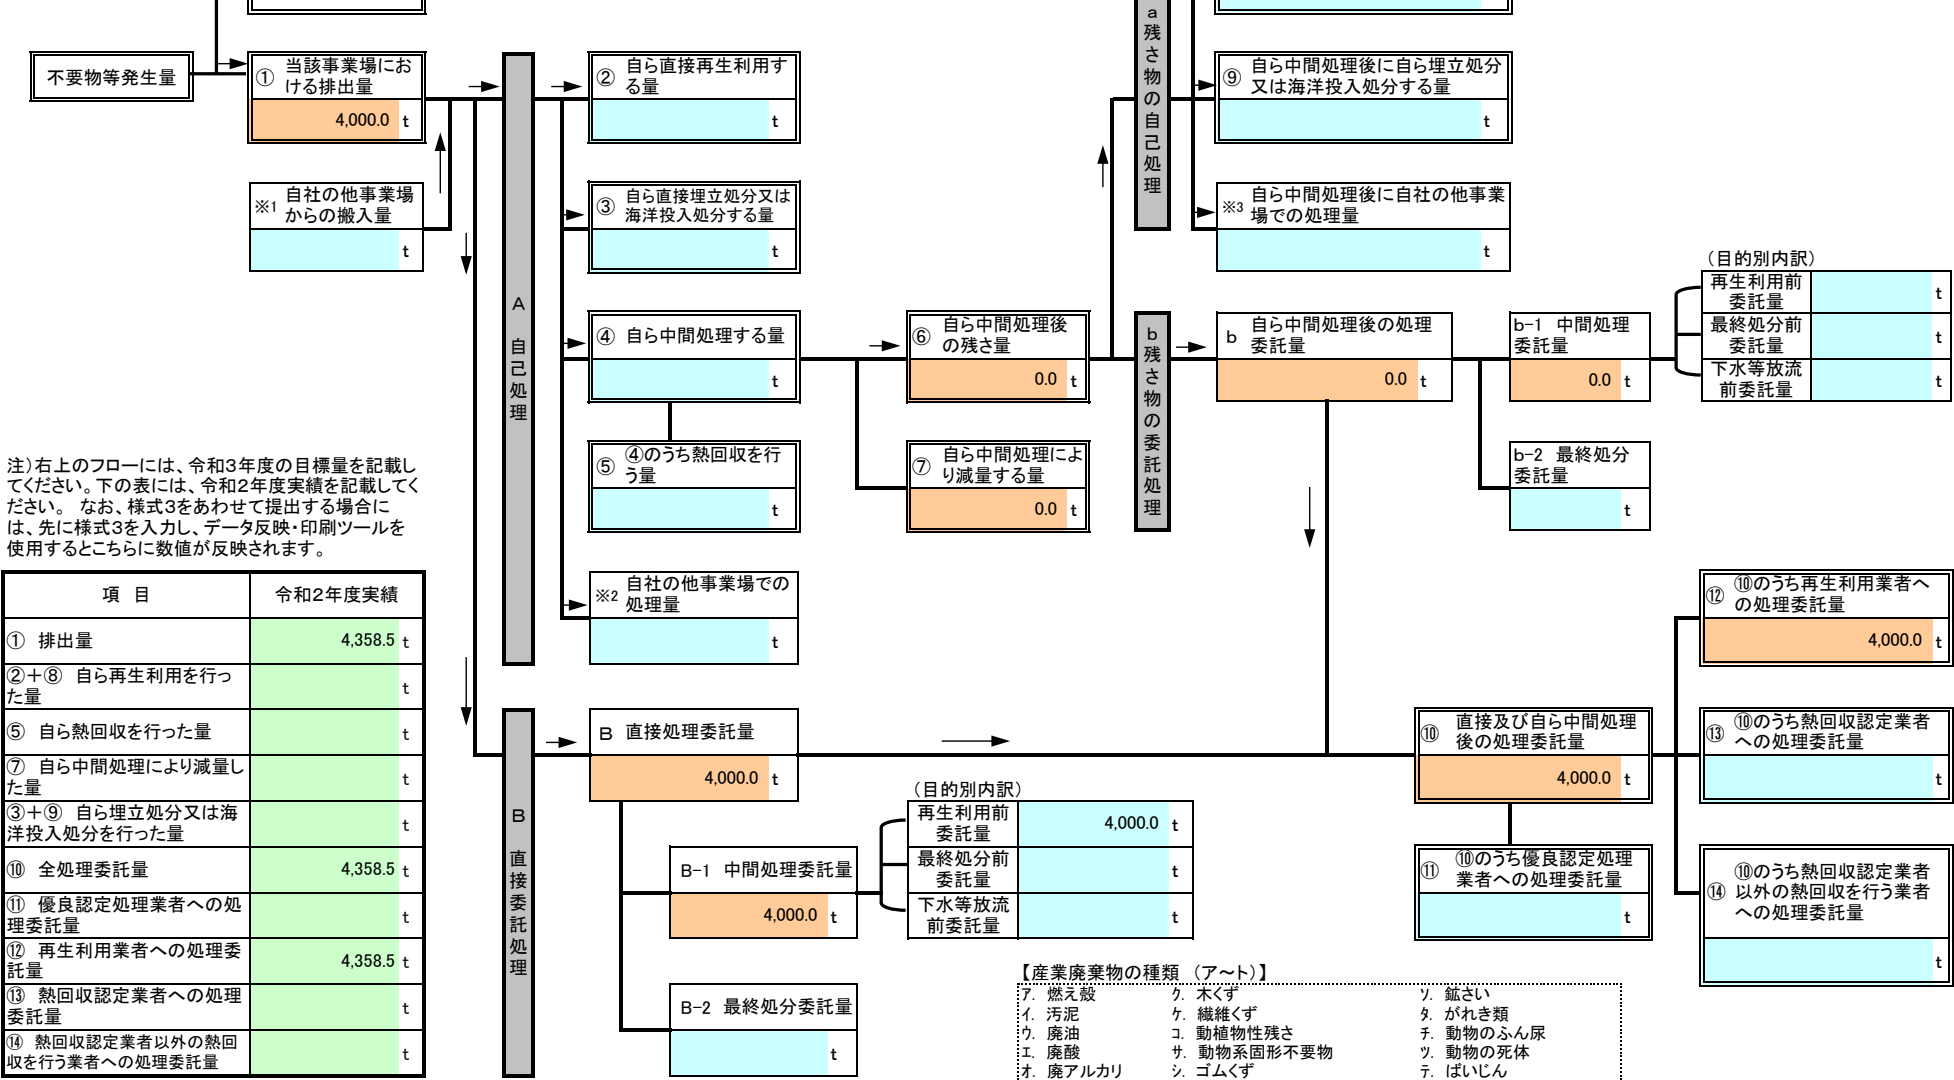 不要物等発生量
①
当該事業場にお
ける排出量
4,000.0 t
※1
自社の他事業場
からの搬入量
t
A 自己処理
②
自ら直接再生利用す
る量
t
③
自ら直接埋立処分又は
海洋投入処分する量
t
④ 自ら中間処理する量
t
⑤
④のうち熱回収を行
う量
t
※2
自社の他事業場での
処理量
t
⑥
自ら中間処理後
の残さ量
0.0 t
⑦
自ら中間処理によ
り減量する量
0.0 t
a残さ物の自己処理
⑨
自ら中間処理後に自ら埋立処分
又は海洋投入処分する量
t
※3
自ら中間処理後に自社の他事業
場での処理量
t
b残さ物の委託処理
b
自ら中間処理後の処理
委託量
0.0 t
b-1 中間処理
委託量
0.0 t
b-2 最終処分
委託量
t
(目的別内訳)
再生利用前
委託量
t
最終処分前
委託量
t
下水等放流
前委託量
t
注)右上のフローには、令和3年度の目標量を記載し
てください。下の表には、令和2年度実績を記載してく
ださい。 なお、様式3をあわせて提出する場合に
は、先に様式3を入力し、データ反映・印刷ツールを
使用するとこちらに数値が反映されます。
項 目 令和2年度実績
① 排出量 4,358.5 t
②+⑧ 自ら再生利用を行っ
た量
t
⑤ 自ら熱回収を行った量 t
⑦ 自ら中間処理により減量し
た量
t
③+⑨ 自ら埋立処分又は海
洋投入処分を行った量
t
⑩ 全処理委託量 4,358.5 t
⑪ 優良認定処理業者への処
理委託量
t
⑫ 再生利用業者への処理委
託量
4,358.5 t
⑬ 熱回収認定業者への処理
委託量
t
⑭ 熱回収認定業者以外の熱回
収を行う業者への処理委託量
t
B 直接委託処理
B 直接処理委託量
4,000.0 t
B-1 中間処理委託量
4,000.0 t
B-2 最終処分委託量
t
(目的別内訳)
再生利用前
委託量
4,000.0 t
最終処分前
委託量
t
下水等放流
前委託量
t
⑩
直接及び自ら中間処理
後の処理委託量
4,000.0 t
⑪
⑩のうち優良認定処理
業者への処理委託量
t
⑫
⑩のうち再生利用業者へ
の処理委託量
4,000.0 t
⑬
⑩のうち熱回収認定業者
への処理委託量
t
⑭
⑩のうち熱回収認定業者
以外の熱回収を行う業者
への処理委託量
t
【産業廃棄物の種類 (ア~ト)】
ア. 燃え殻 ク. 木くず ソ. 鉱さい
イ. 汚泥 ケ. 繊維くず タ. がれき類
ウ. 廃油 コ. 動植物性残さ チ. 動物のふん尿
エ. 廃酸 サ. 動物系固形不要物 ツ. 動物の死体
オ. 廃アルカリ シ. ゴムくず テ. ばいじん